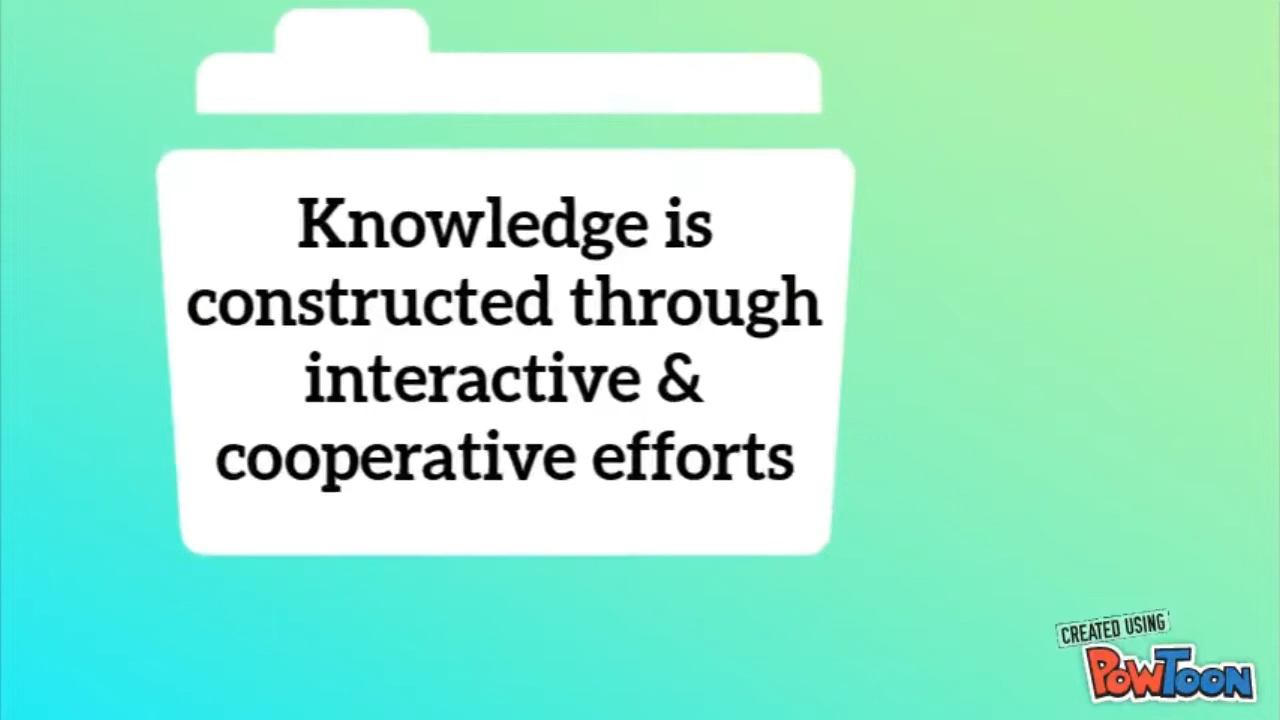 Knowledge is
constructed through
interactive &
cooperative efforts
CREATED USING
POWTOON